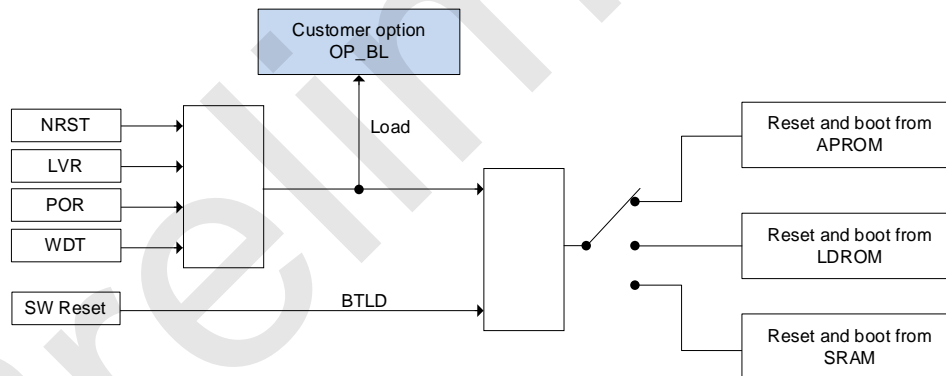 Customer option
OP_BL
NRST
LVR
POR
WDT
Load
SW Reset
BTLD
Reset and boot from
APROM
Reset and boot from
LDROM
Reset and boot from
SRAM